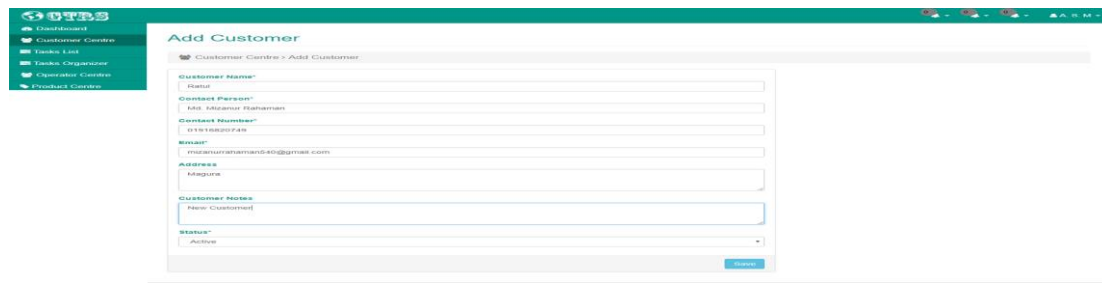 GTRS
A R M
Dashboard
Customer Centre
Tasks List
Tasks Organizer
Operator Centre
Product Centre
Add Customer
Customer Centre > Add Customer
Customer Name*
Ratul
Contact Person*
Md. Mizanur Rahaman
Contact Number*
Email*
mizanurrahaman540@gmail.com
Address
Magura
Customer Notes
New Customer
Status*
Active
Save